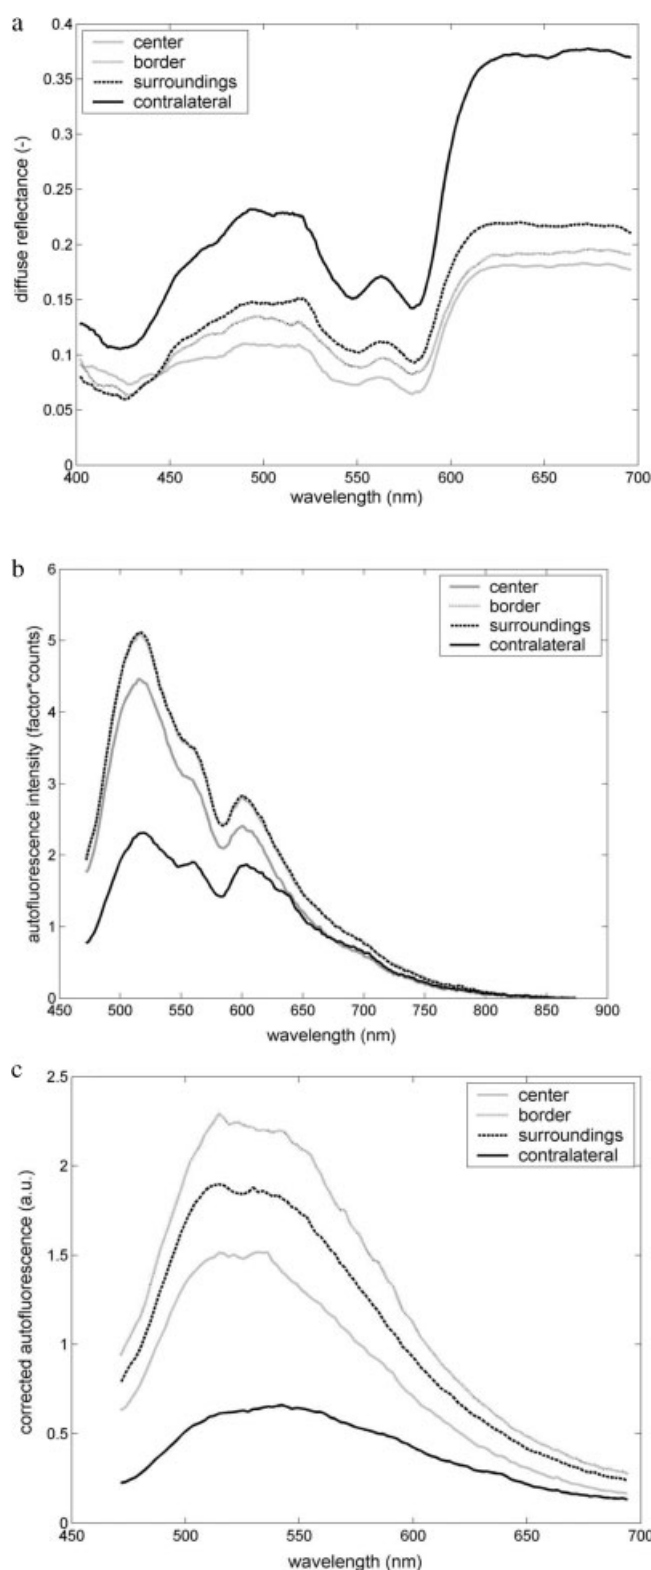 a
0.4
center
border
surroundings
contralateral
0.35
0.3
0.25
0.2
0.15
0.1
0.05
0
diffuse reflectance (-)
400
450
500
550
600
650
700
wavelength (nm)
b
6
center
border
surroundings
contralateral
5
4
3
2
1
0
autofluorescence intensity (factor*counts)
450
500
550
600
650
700
750
800
850
900
wavelength (nm)
c
2.5
center
border
surroundings
contralateral
2
1.5
1
0.5
0
corrected autofluorescence (a.u.)
450
500
550
600
650
700
wavelength (nm)